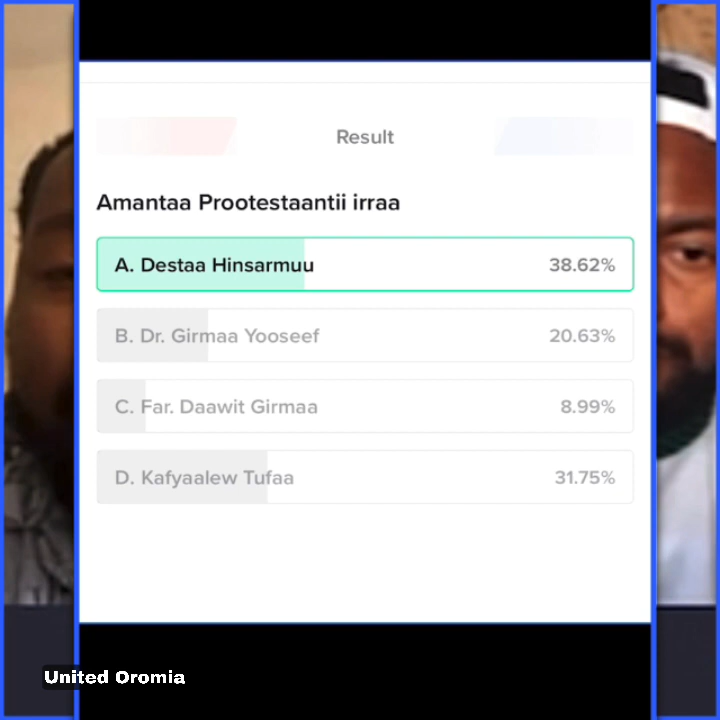 Result
Amantaa Prootestaantii irraa
A. Destaa Hinsarmuu 38.62%
B. Dr. Girmaa Yooseef 20.63%
C. Far. Daawit Girmaa 8.99%
D. Kafyaalew Tufaa 31.75%
United Oromia